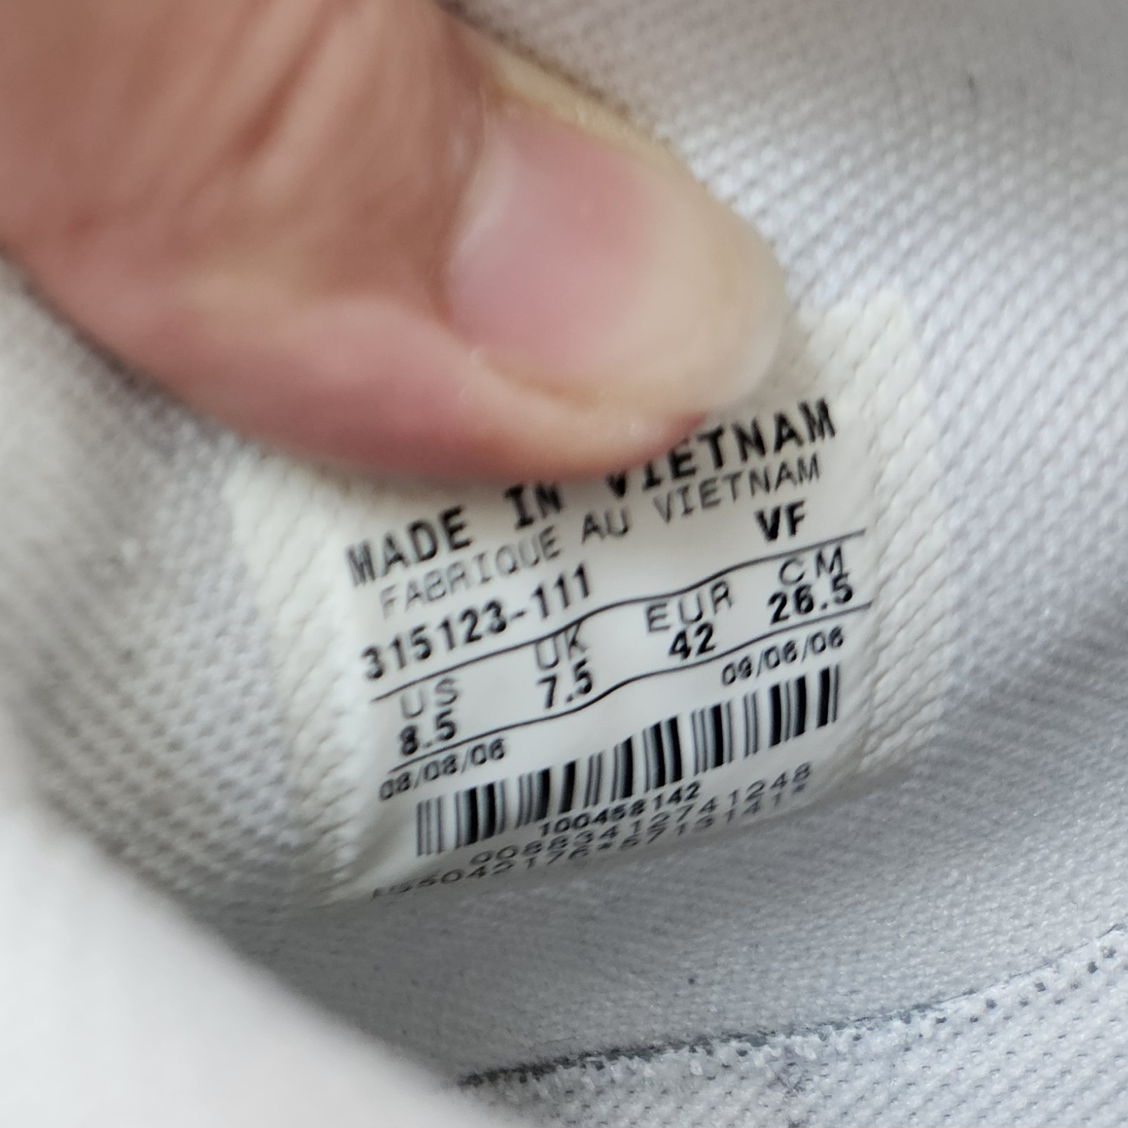 MADE IN VIETNAM
FABRIQUE AU VIETNAM
315123-111 VF
US UK EUR CM
8.5 7.5 42 26.5
08/08/06 09/06/06
100458142
00883412741248